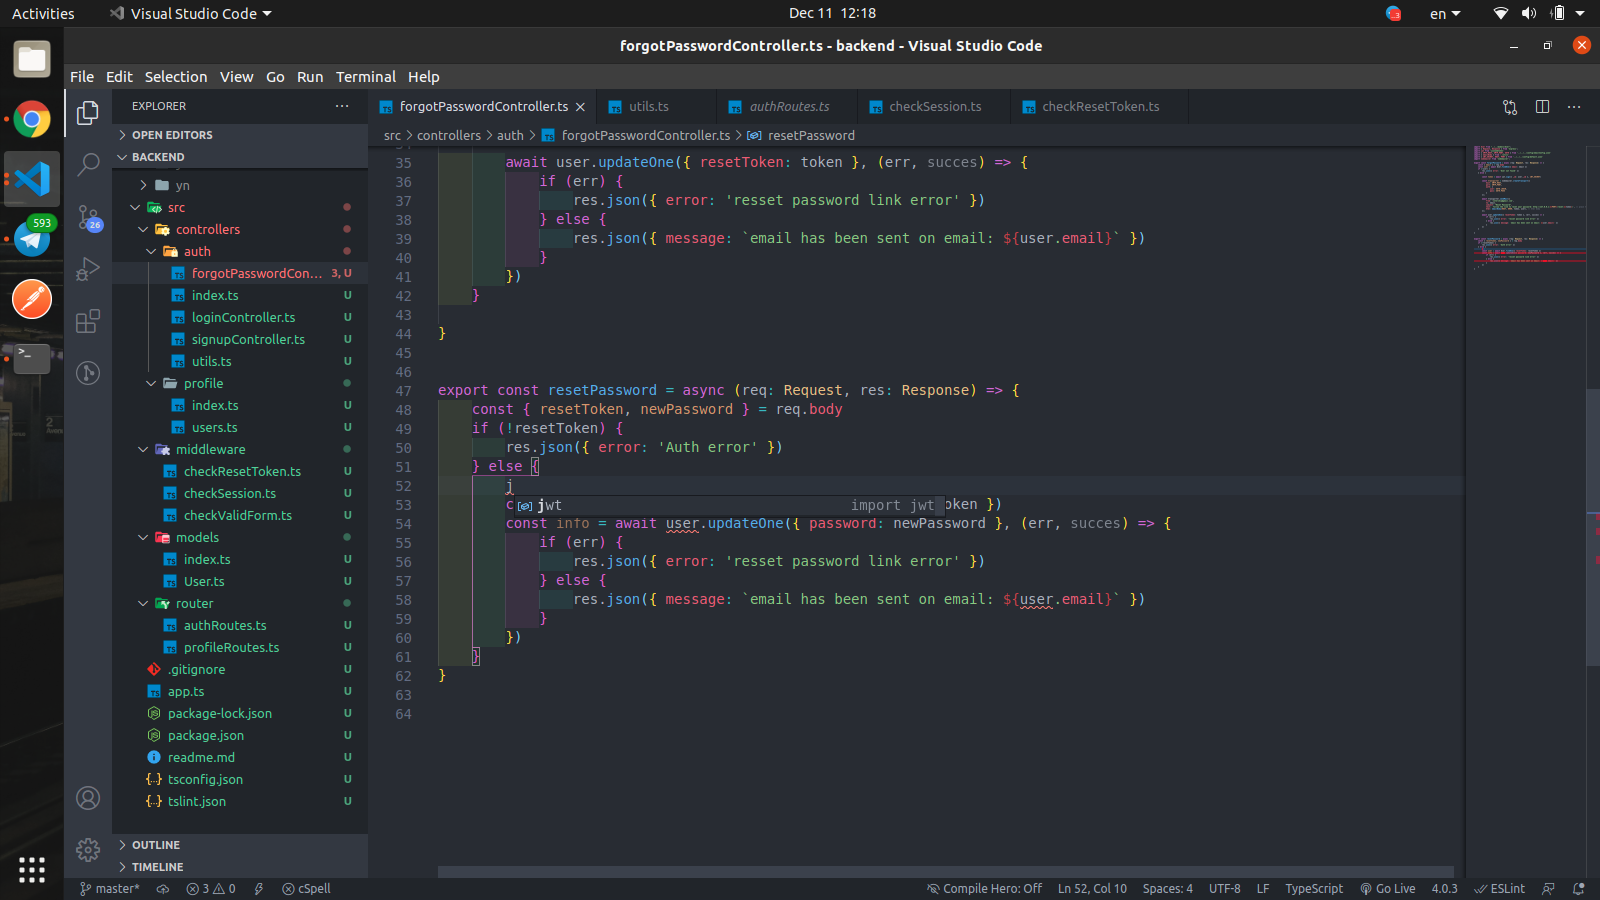 Activities
Visual Studio Code
Dec 11 12:18
en
forgotPasswordController.ts - backend - Visual Studio Code
File Edit Selection View Go Run Terminal Help
EXPLORER
OPEN EDITORS
BACKEND
yn
src
controllers
auth
forgotPasswordCon... 3, U
index.ts U
loginController.ts U
signupController.ts U
utils.ts U
profile
index.ts U
users.ts U
middleware
checkResetToken.ts U
checkSession.ts U
checkValidForm.ts U
models
index.ts U
User.ts U
router
authRoutes.ts U
profileRoutes.ts U
.gitignore U
app.ts U
package-lock.json U
package.json U
readme.md U
tsconfig.json U
tslint.json U
OUTLINE
TIMELINE
593
26
forgotPasswordController.ts
utils.ts
authRoutes.ts
checkSession.ts
checkResetToken.ts
src > controllers > auth > forgotPasswordController.ts > resetPassword
35 await user.updateOne({ resetToken: token }, (err, succes) => {
36 if (err) {
37 res.json({ error: 'resset password link error' })
38 } else {
39 res.json({ message: `email has been sent on email: ${user.email}` })
40 }
41 })
42 }
43
44 }
45
46
47 export const resetPassword = async (req: Request, res: Response) => {
48 const { resetToken, newPassword } = req.body
49 if (!resetToken) {
50 res.json({ error: 'Auth error' })
51 } else {
52 j
jwt import jwt
53 c oken })
54 const info = await user.updateOne({ password: newPassword }, (err, succes) => {
55 if (err) {
56 res.json({ error: 'resset password link error' })
57 } else {
58 res.json({ message: `email has been sent on email: ${user.email}` })
59 }
60 })
61 }
62 }
63
64
master* 3 0 cSpell
Compile Hero: Off Ln 52, Col 10 Spaces: 4 UTF-8 LF TypeScript Go Live 4.0.3 ESLint